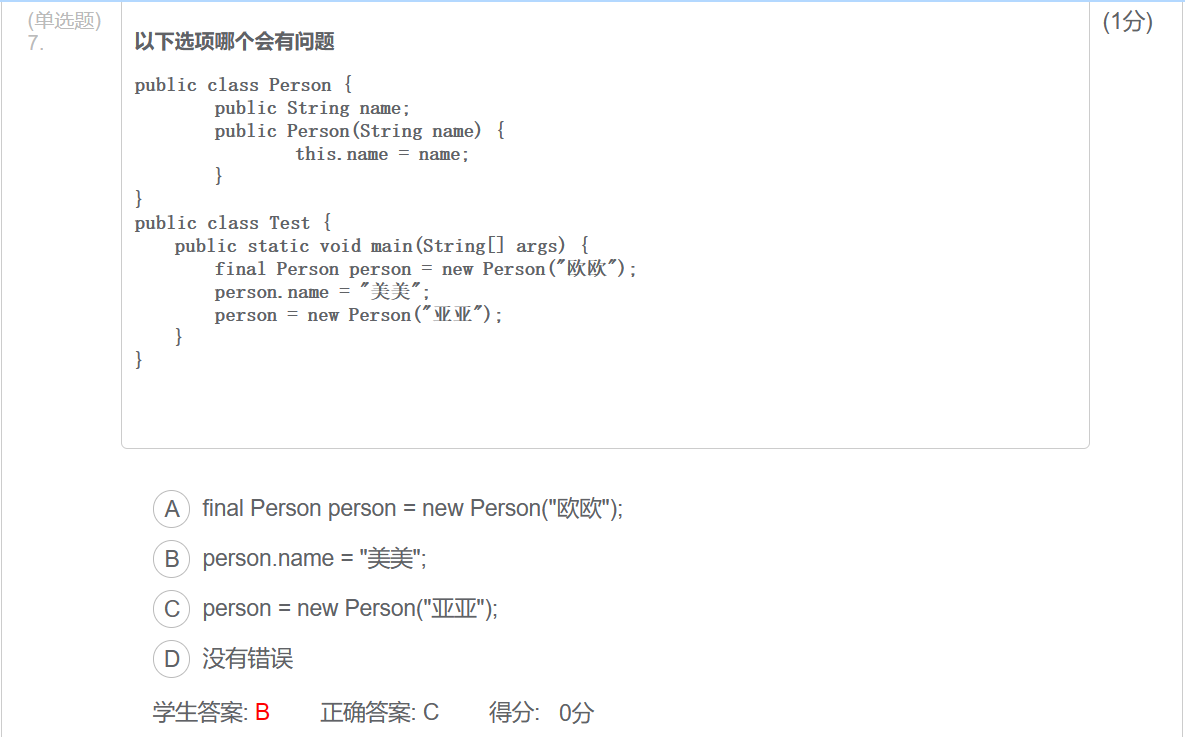 (单选题) (1分)
7.
以下选项哪个会有问题
public class Person {
public String name;
public Person(String name) {
this.name = name;
}
}
public class Test {
public static void main(String[] args) {
final Person person = new Person("欧欧");
person.name = "美美";
person = new Person("亚亚");
}
}
A final Person person = new Person("欧欧");
B person.name = "美美";
C person = new Person("亚亚");
D 没有错误
学生答案: B 正确答案: C 得分: 0分